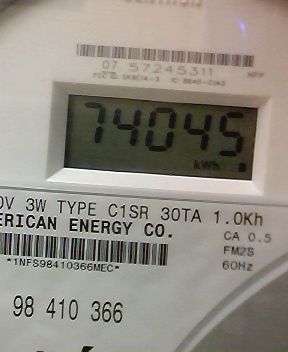 07 57245311
74045
kWh
V 3W TYPE C1SR 30TA 1.0Kh
ERICAN ENERGY CO.
CA 0.5
FM2S
*1NFS98410366MEC*
60Hz
98 410 366